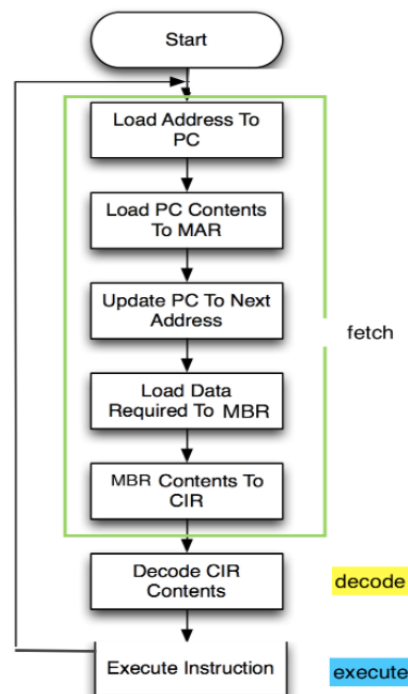 Start
Load Address To
PC
Load PC Contents
To MAR
Update PC To Next
Address
fetch
Load Data
Required To MBR
MBR Contents To
CIR
Decode CIR
Contents
decode
Execute Instruction
execute